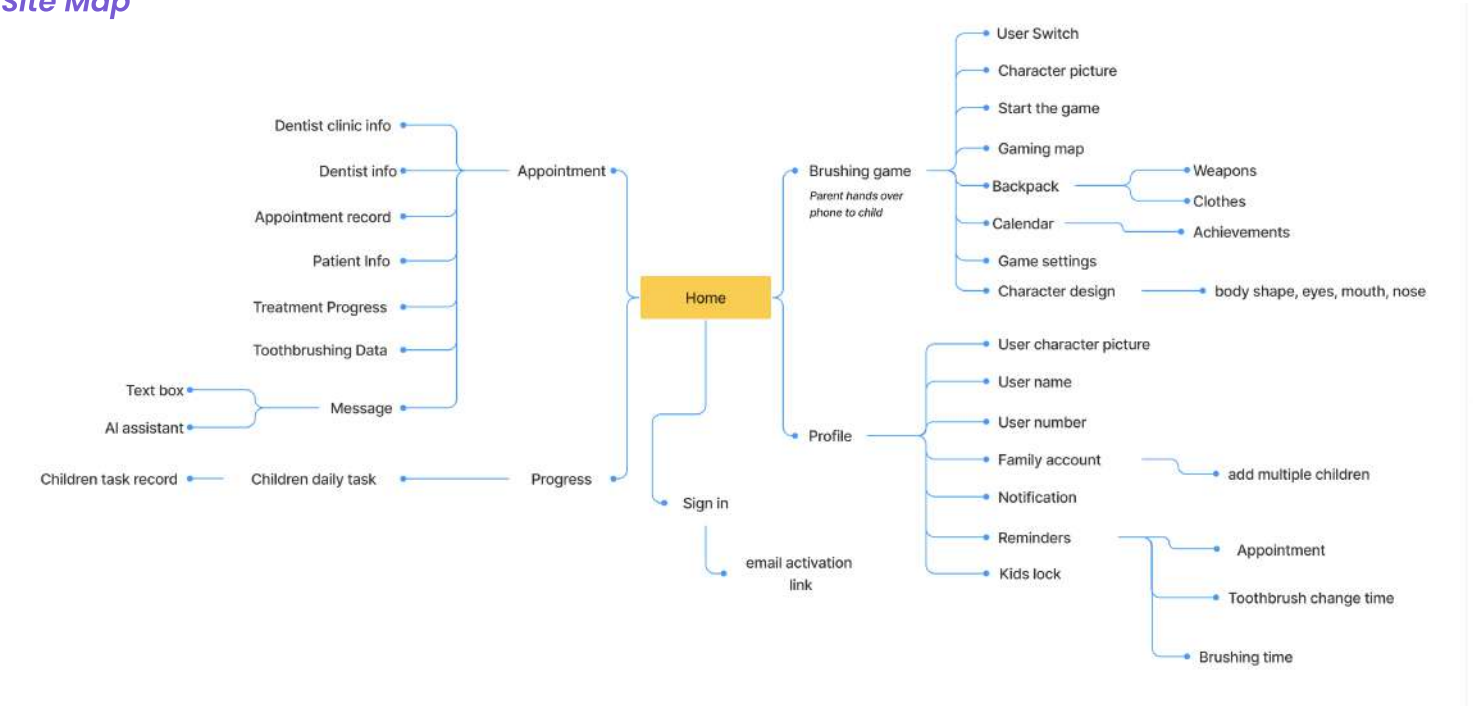 Site Map
Dentist clinic info
Dentist info
Appointment record
Patient Info
Treatment Progress
Toothbrushing Data
Message
Text box
AI assistant
Appointment
Children task record
Children daily task
Progress
Home
Sign in
email activation
link
Brushing game
Parent hands over
phone to child
User Switch
Character picture
Start the game
Gaming map
Backpack
Weapons
Clothes
Calendar
Achievements
Game settings
Character design
body shape, eyes, mouth, nose
Profile
User character picture
User name
User number
Family account
add multiple children
Notification
Reminders
Appointment
Toothbrush change time
Brushing time
Kids lock